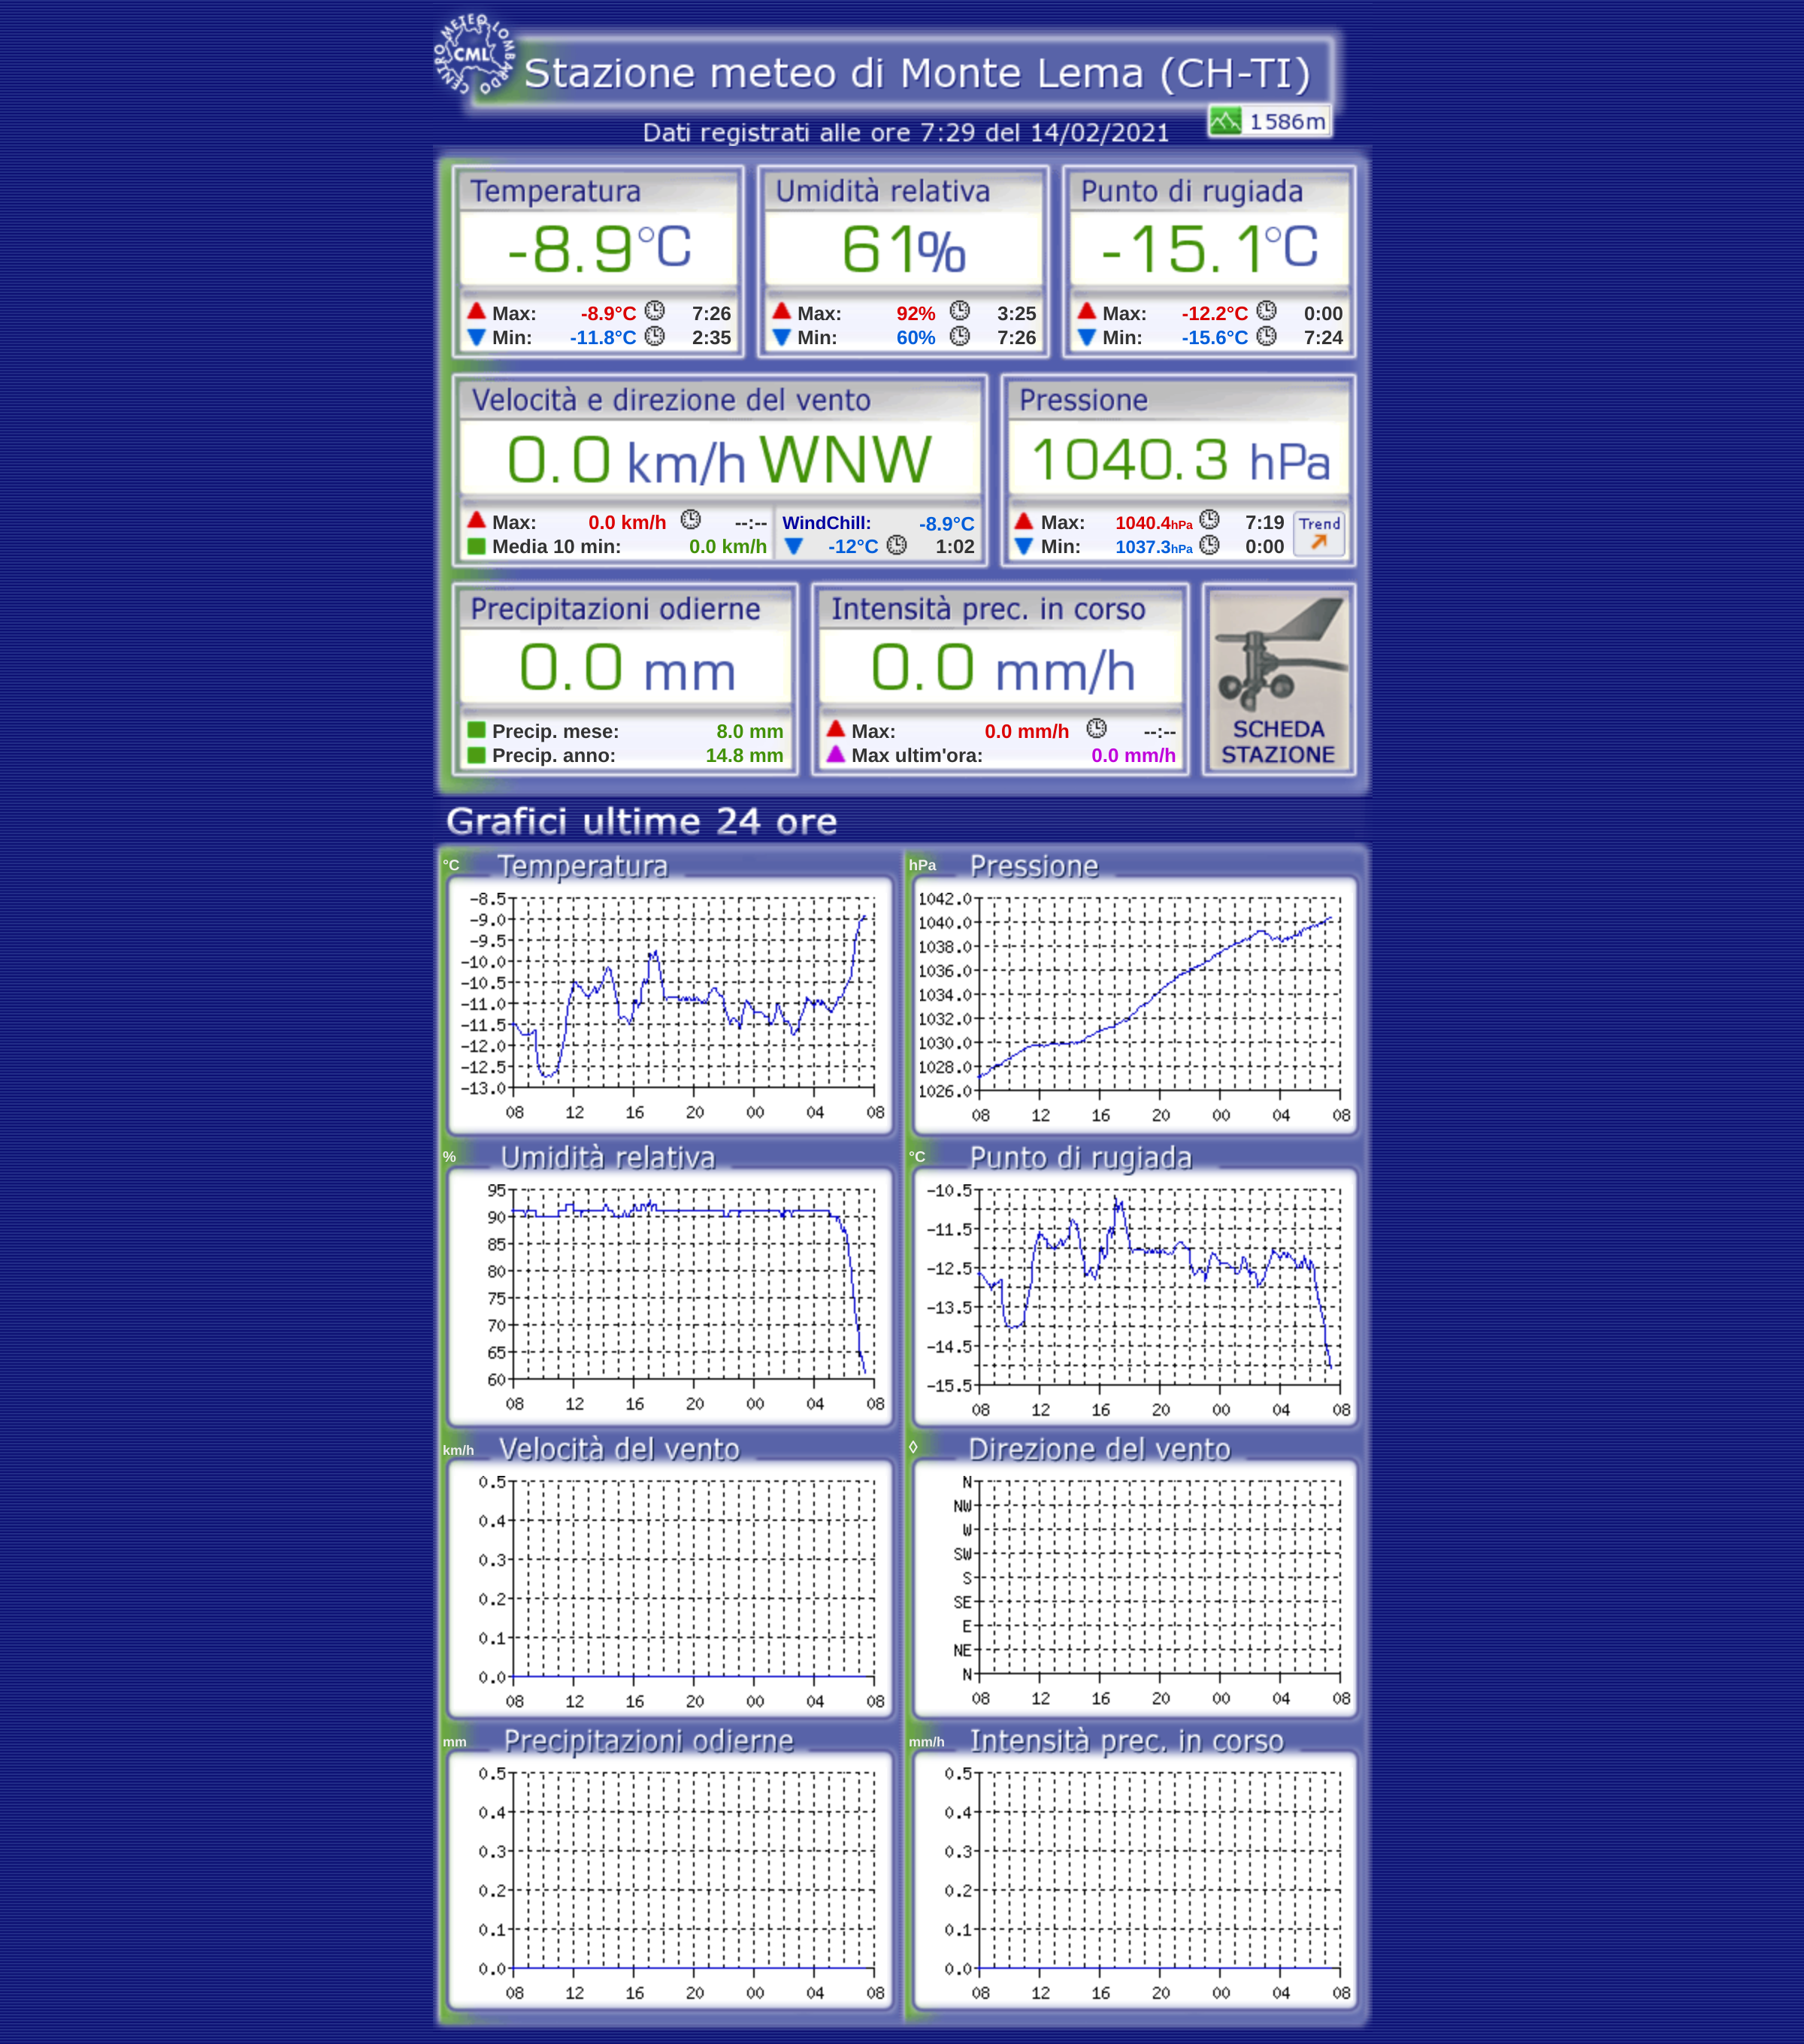 CENTRO METEO LOMBARDO
CML
Stazione meteo di Monte Lema (CH-TI)
1586m
Dati registrati alle ore 7:29 del 14/02/2021
Temperatura
-8.9°C
Max: -8.9°C 7:26
Min: -11.8°C 2:35
Umidità relativa
61%
Max: 92% 3:25
Min: 60% 7:26
Punto di rugiada
-15.1°C
Max: -12.2°C 0:00
Min: -15.6°C 7:24
Velocità e direzione del vento
0.0 km/h WNW
Max: 0.0 km/h --:--
Media 10 min: 0.0 km/h
WindChill: -8.9°C
-12°C 1:02
Pressione
1040.3 hPa
Max: 1040.4hPa 7:19
Min: 1037.3hPa 0:00
Trend
Precipitazioni odierne
0.0 mm
Precip. mese: 8.0 mm
Precip. anno: 14.8 mm
Intensità prec. in corso
0.0 mm/h
Max: 0.0 mm/h --:--
Max ultim'ora: 0.0 mm/h
SCHEDA
STAZIONE
Grafici ultime 24 ore
°C Temperatura
-8.5
-9.0
-9.5
-10.0
-10.5
-11.0
-11.5
-12.0
-12.5
-13.0
08 12 16 20 00 04 08
hPa Pressione
1042.0
1040.0
1038.0
1036.0
1034.0
1032.0
1030.0
1028.0
1026.0
08 12 16 20 00 04 08
% Umidità relativa
95
90
85
80
75
70
65
60
08 12 16 20 00 04 08
°C Punto di rugiada
-10.5
-11.5
-12.5
-13.5
-14.5
-15.5
08 12 16 20 00 04 08
km/h Velocità del vento
0.5
0.4
0.3
0.2
0.1
0.0
08 12 16 20 00 04 08
◊ Direzione del vento
N
NW
W
SW
S
SE
E
NE
N
08 12 16 20 00 04 08
mm Precipitazioni odierne
0.5
0.4
0.3
0.2
0.1
0.0
08 12 16 20 00 04 08
mm/h Intensità prec. in corso
0.5
0.4
0.3
0.2
0.1
0.0
08 12 16 20 00 04 08